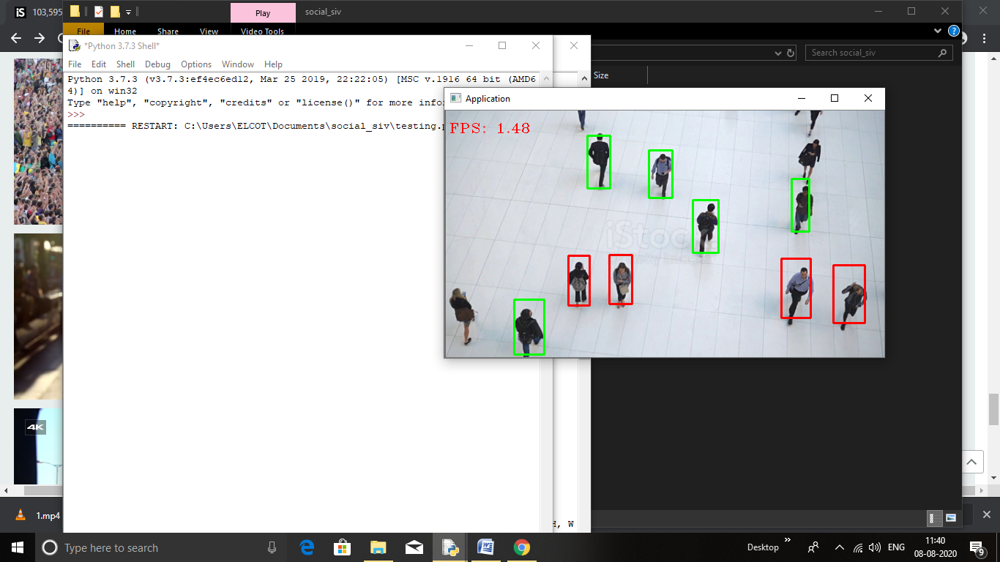 103,595
Play
social_siv
File
Home
Share
View
Video Tools
*Python 3.7.3 Shell*
File Edit Shell Debug Options Window Help
Search social_siv
Size
Python 3.7.3 (v3.7.3:ef4ec6ed12, Mar 25 2019, 22:22:05) [MSC v.1916 64 bit (AMD6
4)] on win32
Type "help", "copyright", "credits" or "license()" for more
>>>
========== RESTART: C:\Users\ELCOT\Documents\social_siv\testing.
Application
FPS: 1.48
iStock
4K
H, W
1.mp4
Type here to search
Desktop
ENG
11:40
08-08-2020
9